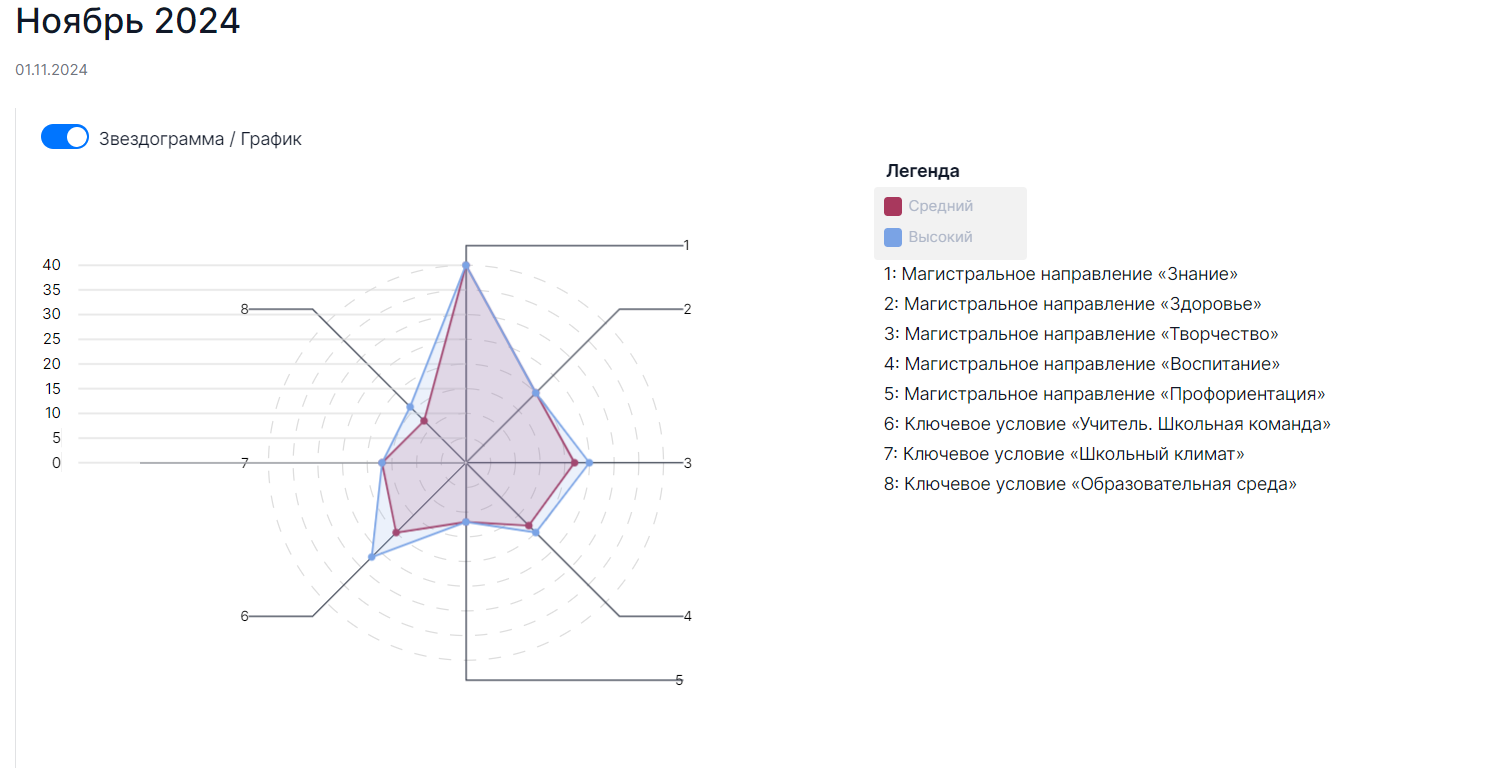 Ноябрь 2024
01.11.2024
Звездограмма / График
Легенда
Средний
Высокий
1: Магистральное направление «Знание»
2: Магистральное направление «Здоровье»
3: Магистральное направление «Творчество»
4: Магистральное направление «Воспитание»
5: Магистральное направление «Профориентация»
6: Ключевое условие «Учитель. Школьная команда»
7: Ключевое условие «Школьный климат»
8: Ключевое условие «Образовательная среда»
40
35
30
25
20
15
10
5
0
1
2
3
4
5
6
7
8